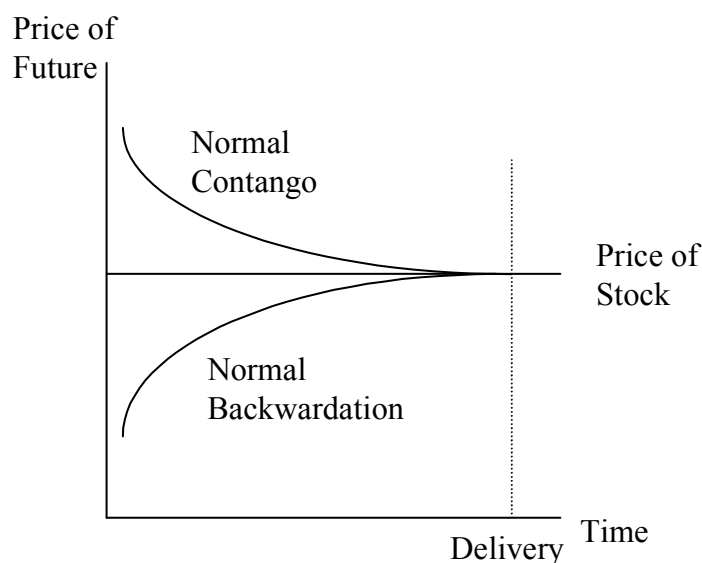 Price of
Future
Normal
Contango
Price of
Stock
Normal
Backwardation
Time
Delivery